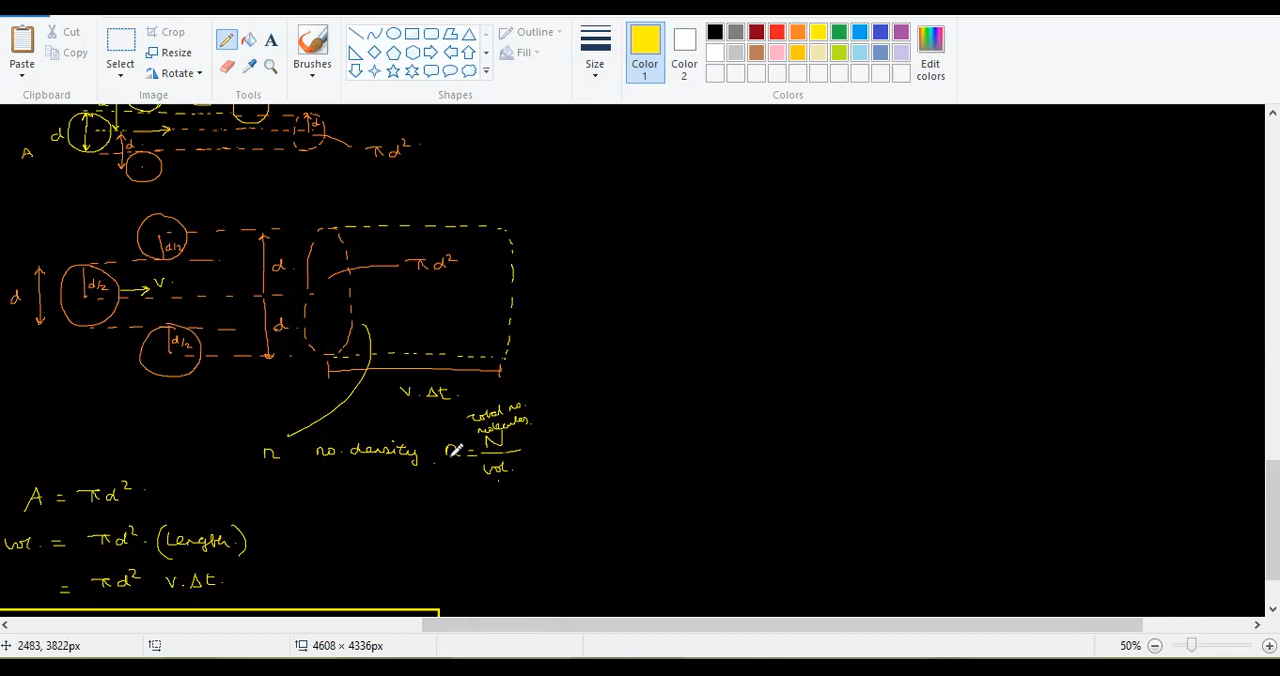 Paste
Cut
Copy
Clipboard
Select
Crop
Resize
Rotate
Image
A
Tools
Brushes
Outline
Fill
Shapes
Size
Color 1
Color 2
Edit colors
Colors
d
d
d
A
πd²
d/2
d
d/2
v.
d
d
d/2
πd²
v.Δt.
n no. density n = N / vol.
Total no. molecules.
A = πd²
vol. = πd². (Length.)
= πd² v.Δt.
2483, 3822px
4608 × 4336px
50%